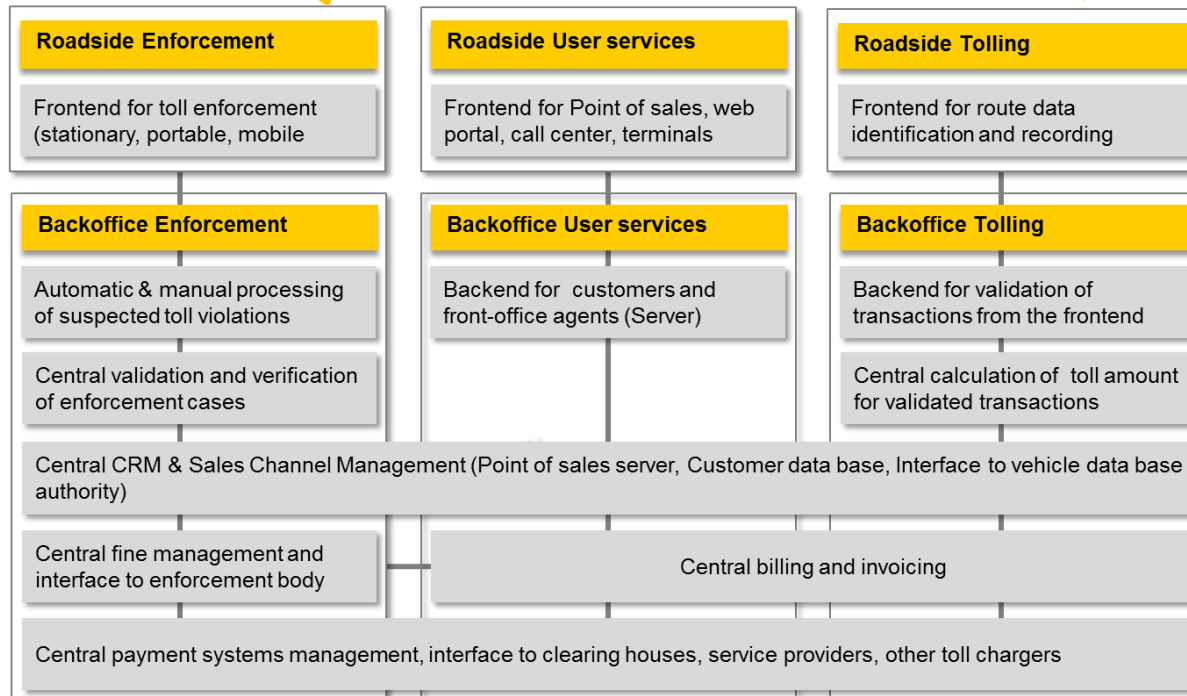 Roadside Enforcement
Frontend for toll enforcement
(stationary, portable, mobile
Roadside User services
Frontend for Point of sales, web
portal, call center, terminals
Roadside Tolling
Frontend for route data
identification and recording
Backoffice Enforcement
Automatic & manual processing
of suspected toll violations
Central validation and verification
of enforcement cases
Backoffice User services
Backend for customers and
front-office agents (Server)
Backoffice Tolling
Backend for validation of
transactions from the frontend
Central calculation of toll amount
for validated transactions
Central CRM & Sales Channel Management (Point of sales server, Customer data base, Interface to vehicle data base
authority)
Central fine management and
interface to enforcement body
Central billing and invoicing
Central payment systems management, interface to clearing houses, service providers, other toll chargers